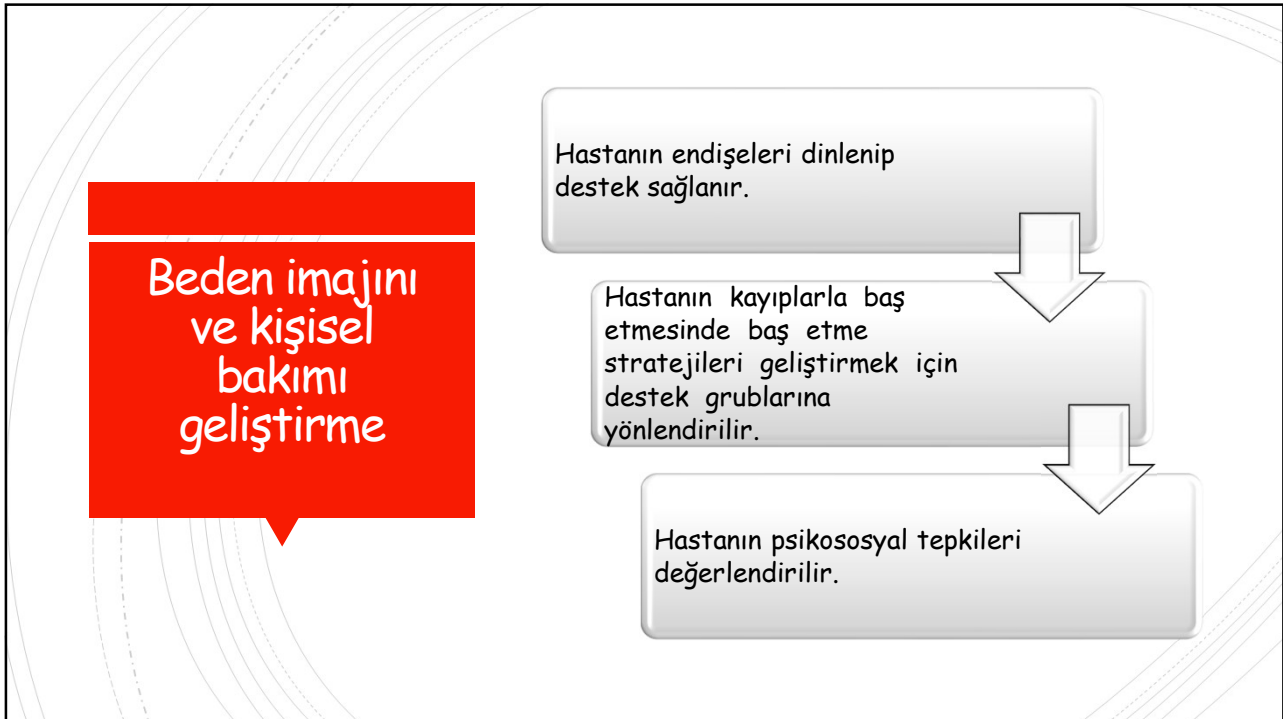 Beden imajını
ve kişisel
bakımı
geliştirme
Hastanın endişeleri dinlenip
destek sağlanır.
Hastanın kayıplarla baş
etmesinde baş etme
stratejileri geliştirmek için
destek grublarına
yönlendirilir.
Hastanın psikososyal tepkileri
değerlendirilir.